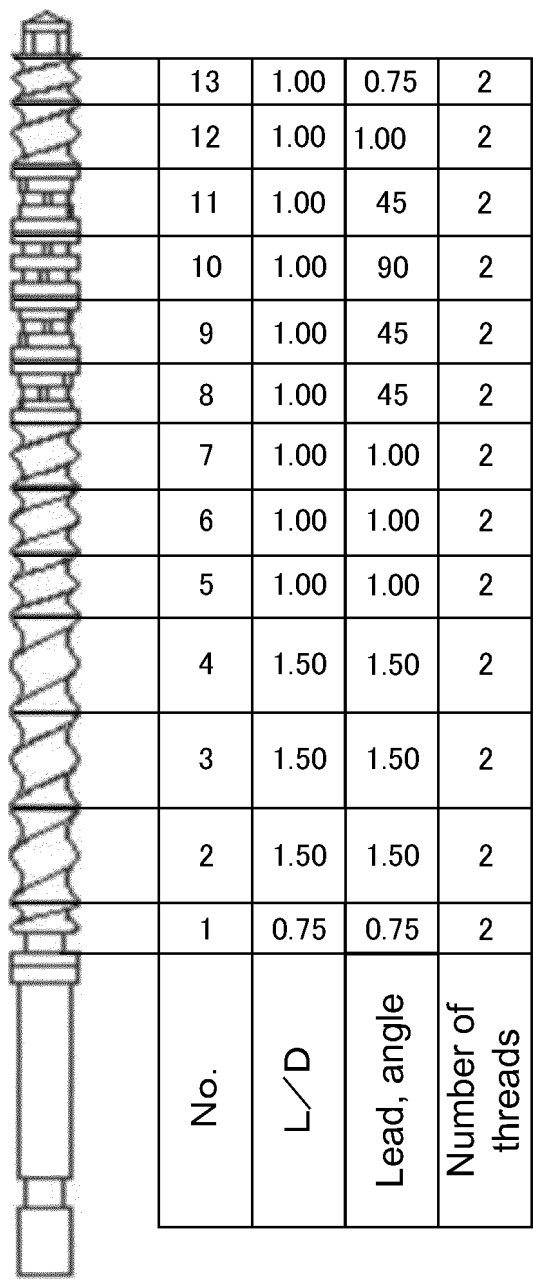 13 1.00 0.75 2
12 1.00 1.00 2
11 1.00 45 2
10 1.00 90 2
9 1.00 45 2
8 1.00 45 2
7 1.00 1.00 2
6 1.00 1.00 2
5 1.00 1.00 2
4 1.50 1.50 2
3 1.50 1.50 2
2 1.50 1.50 2
1 0.75 0.75 2
No.
L/D
Lead, angle
Number of
threads